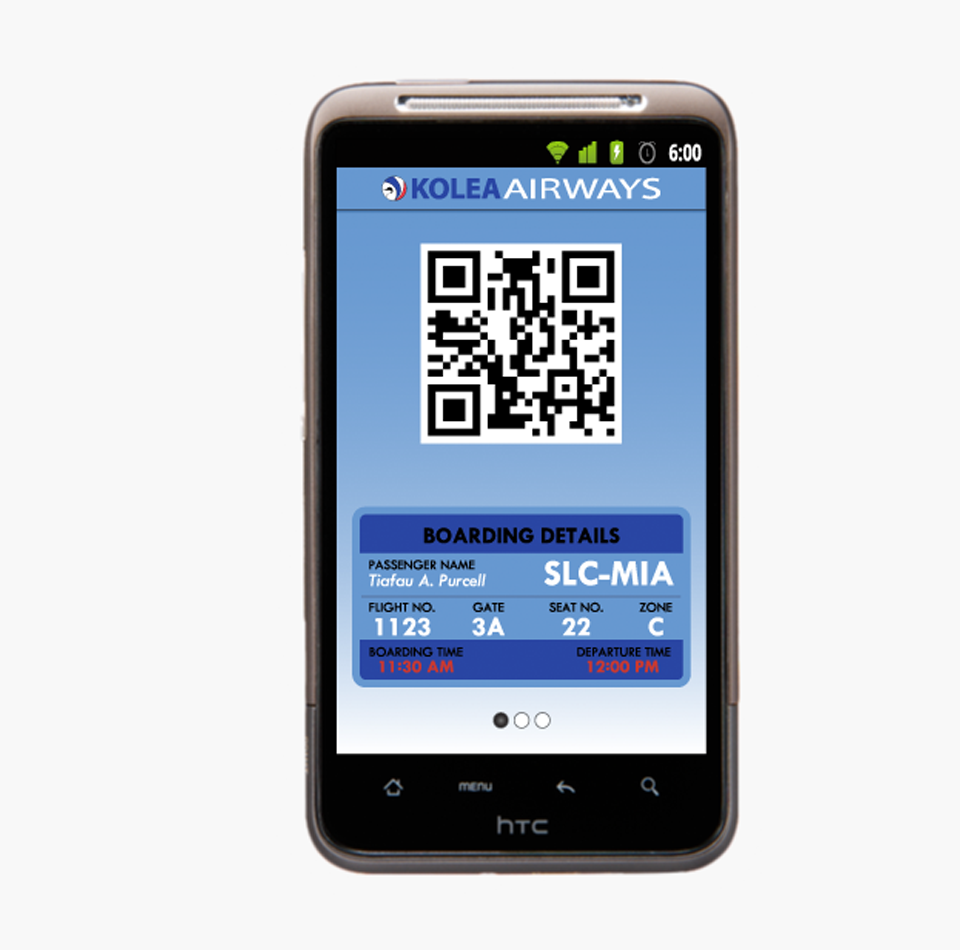 6:00
KOLEA AIRWAYS
BOARDING DETAILS
PASSENGER NAME
Tiafau A. Purcell
SLC-MIA
FLIGHT NO. GATE SEAT NO. ZONE
1123 3A 22 C
BOARDING TIME DEPARTURE TIME
11:30 AM 12:00 PM
menu
hTC